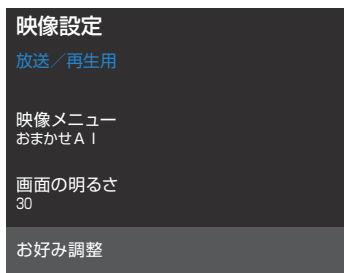 映像設定
放送／再生用
映像メニュー
おまかせＡＩ
画面の明るさ
30
お好み調整